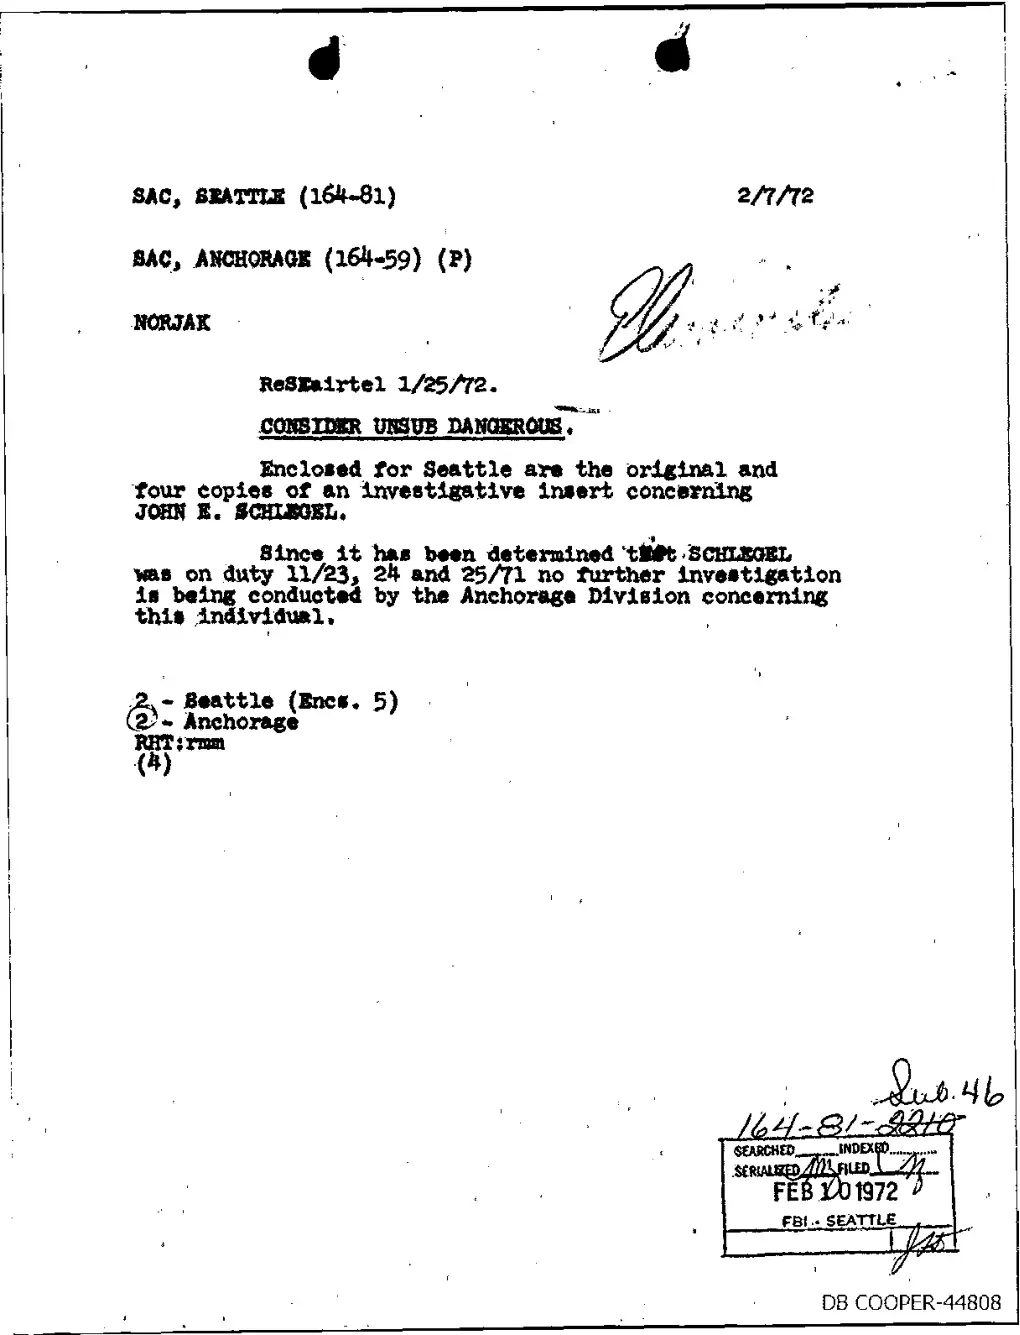 SAC, SEATTLE (164-81) 2/7/72
SAC, ANCHORAGE (164-59) (P)
NORJAK
ReSEairtel 1/25/72.
CONSIDER UNSUB DANGEROUS.
Enclosed for Seattle are the original and
four copies of an investigative insert concerning
JOHN E. SCHLEGEL.
Since it has been determined that SCHLEGEL
was on duty 11/23, 24 and 25/71 no further investigation
is being conducted by the Anchorage Division concerning
this individual.
2 - Seattle (Encs. 5)
2 - Anchorage
RHT:rmm
(4)
Sub. 46
164-81-2210
SEARCHED INDEXED
SERIALIZED FILED
FEB 10 1972
FBI - SEATTLE
DB COOPER-44808